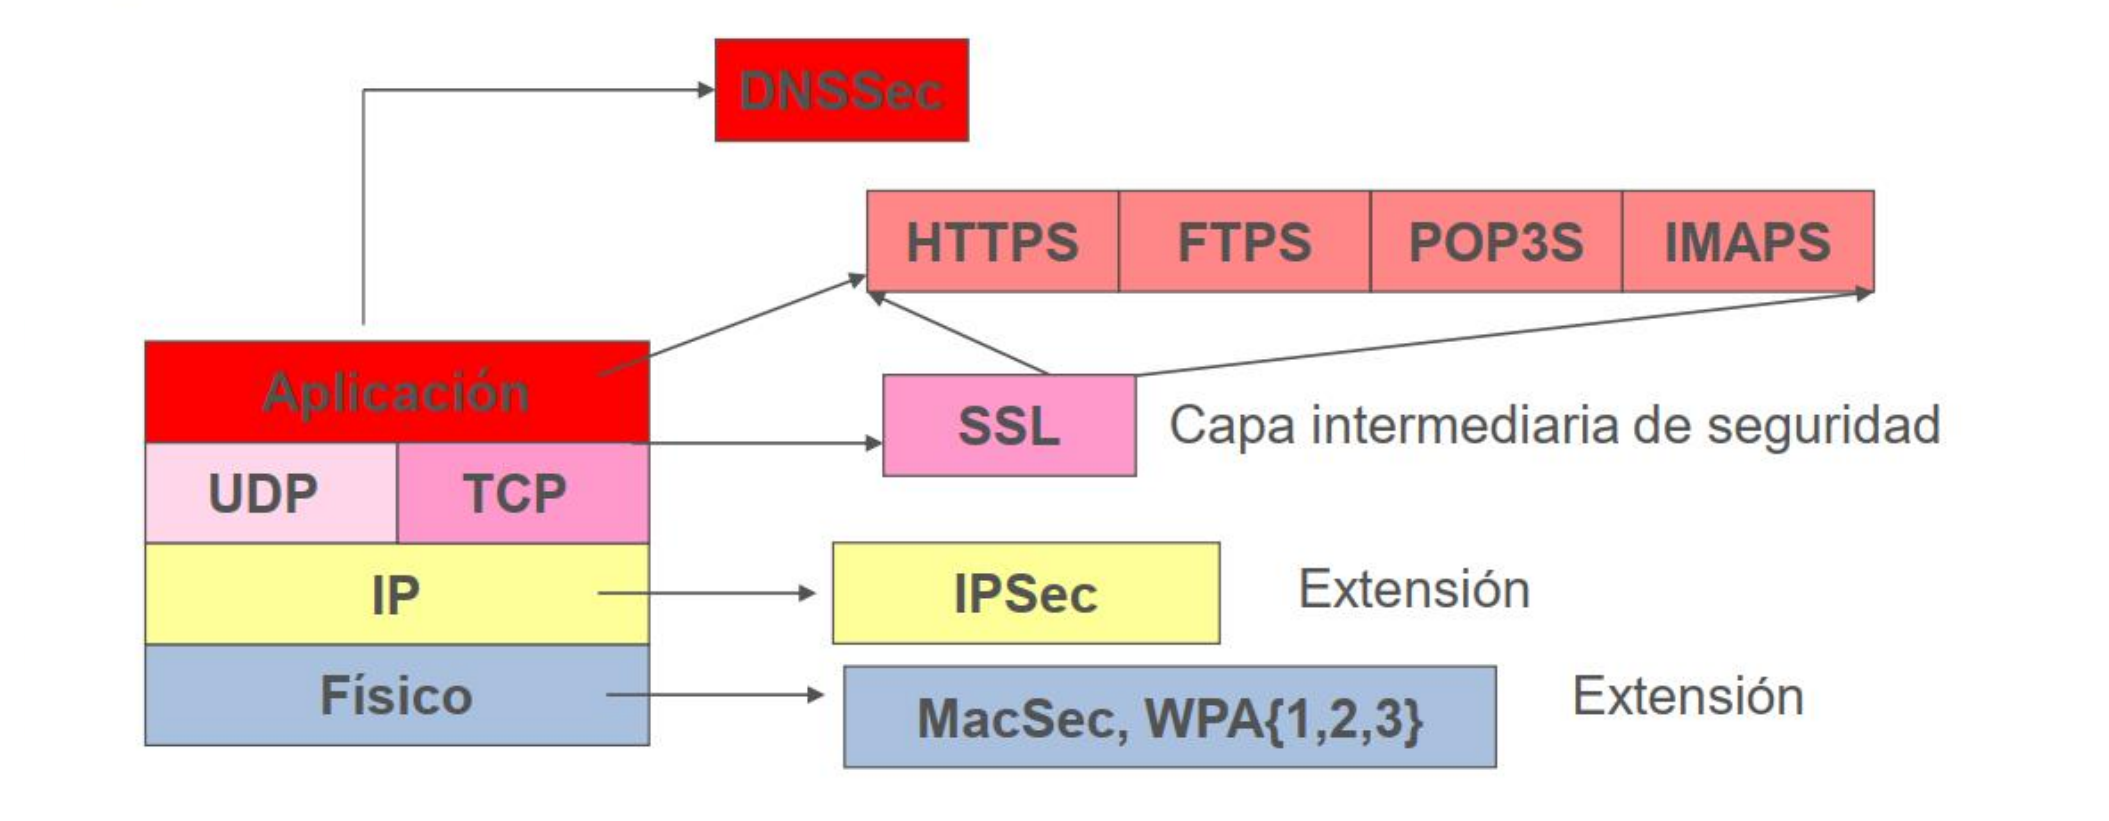 DNSSec
HTTPS FTPS POP3S IMAPS
Aplicación
SSL Capa intermediaria de seguridad
UDP TCP
IP IPSec Extensión
Físico MacSec, WPA{1,2,3} Extensión